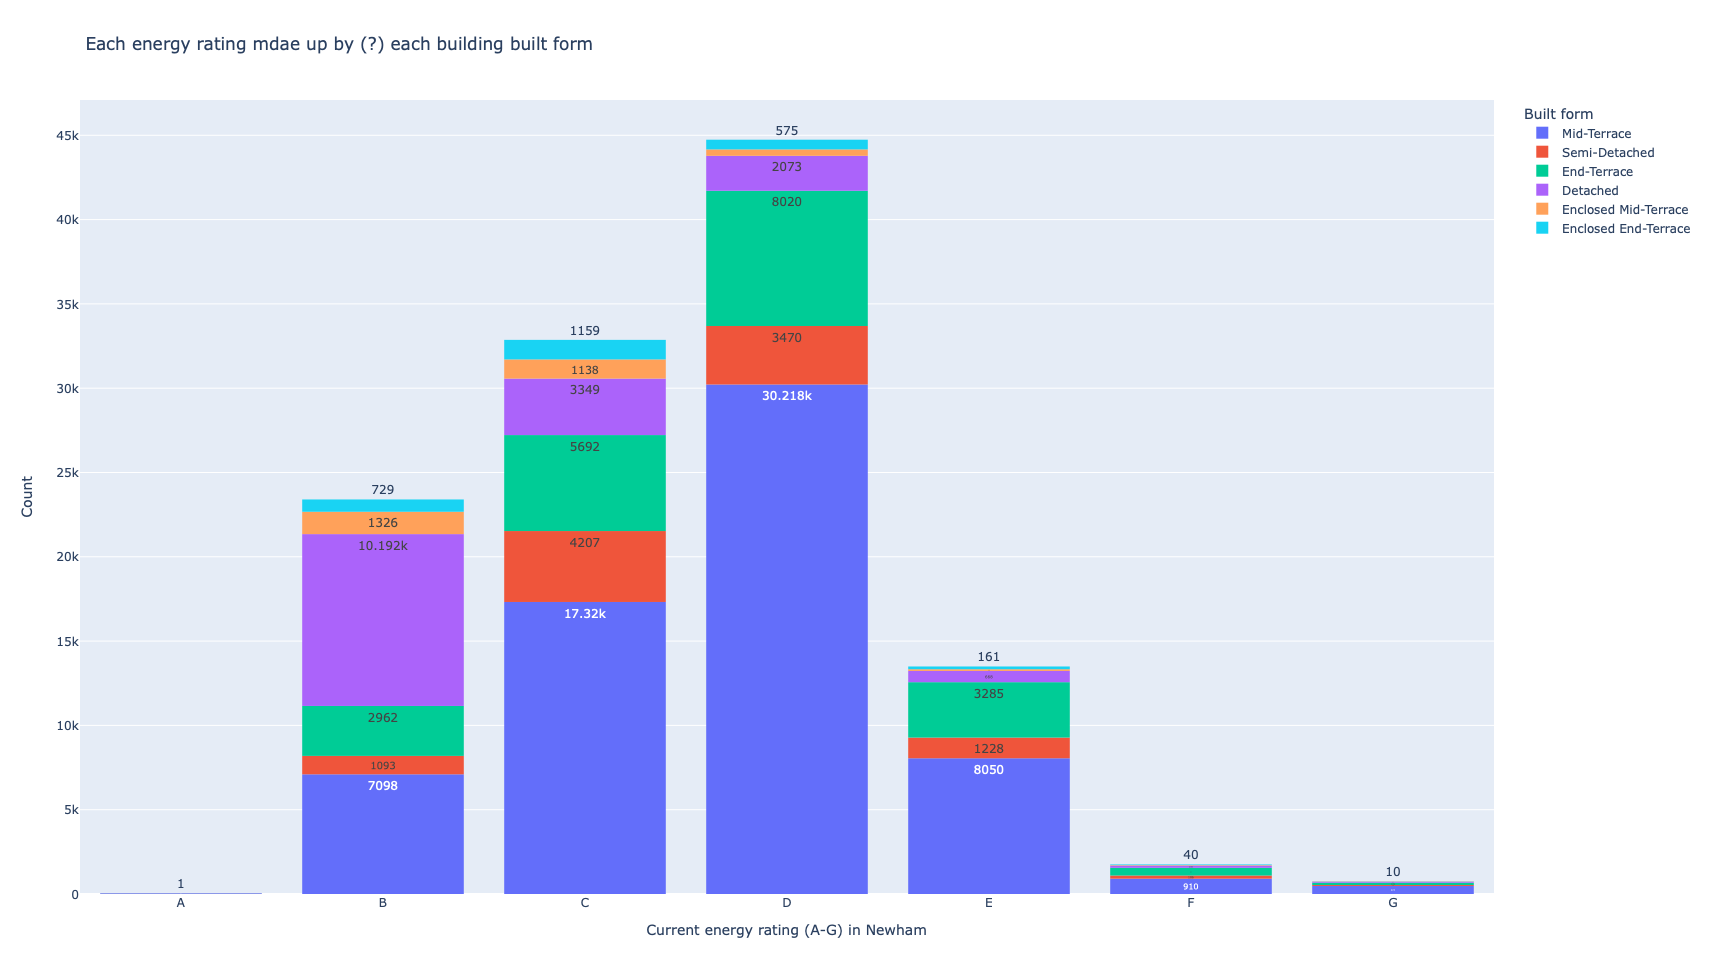 Each energy rating mdae up by (?) each building built form
Built form
Mid-Terrace
Semi-Detached
End-Terrace
Detached
Enclosed Mid-Terrace
Enclosed End-Terrace
45k
40k
35k
30k
25k
20k
15k
10k
5k
0
Count
1
729
1326
10.192k
2962
1093
7098
1159
1138
3349
5692
4207
17.32k
575
2073
8020
3470
30.218k
161
3285
1228
8050
40
910
10
A B C D E F G
Current energy rating (A-G) in Newham